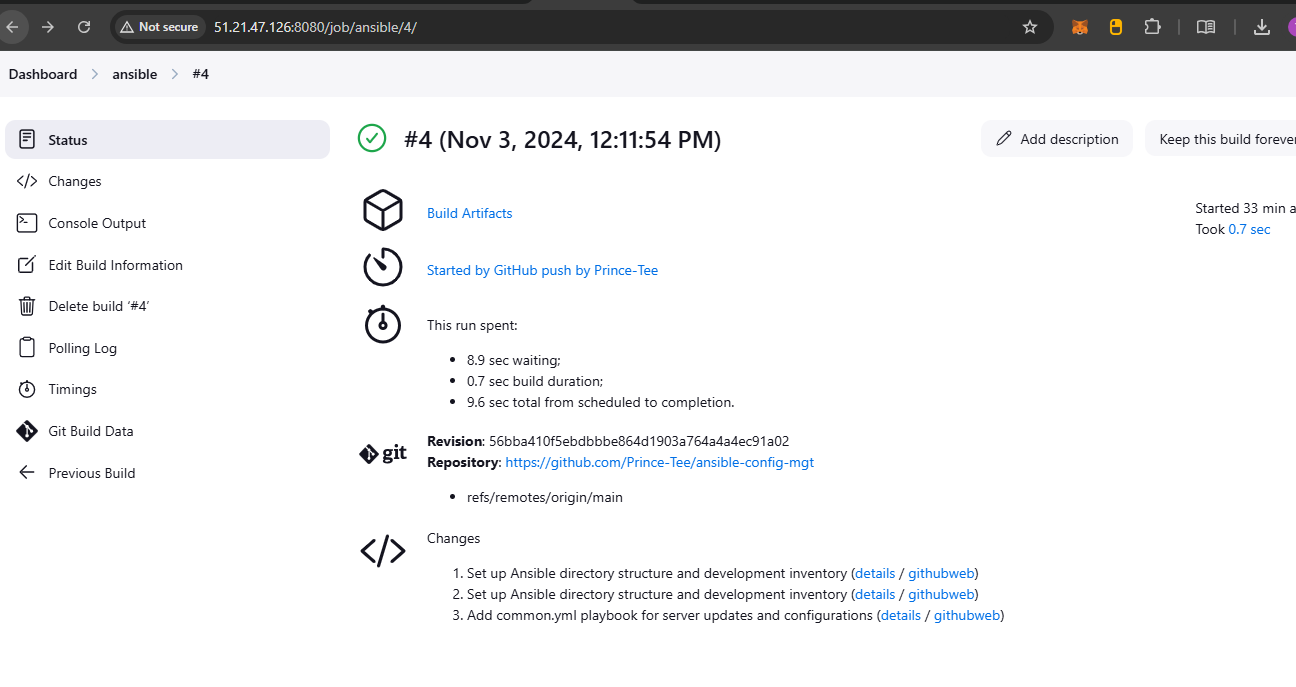 Not secure 51.21.47.126:8080/job/ansible/4/
Dashboard > ansible > #4
Status
Changes
Console Output
Edit Build Information
Delete build ‘#4’
Polling Log
Timings
Git Build Data
Previous Build
#4 (Nov 3, 2024, 12:11:54 PM)
Add description
Keep this build forever
Build Artifacts
Started 33 min a
Took 0.7 sec
Started by GitHub push by Prince-Tee
This run spent:
• 8.9 sec waiting;
• 0.7 sec build duration;
• 9.6 sec total from scheduled to completion.
git
Revision: 56bba410f5ebdbbbe864d1903a764a4a4ec91a02
Repository: https://github.com/Prince-Tee/ansible-config-mgt
• refs/remotes/origin/main
Changes
1. Set up Ansible directory structure and development inventory (details / githubweb)
2. Set up Ansible directory structure and development inventory (details / githubweb)
3. Add common.yml playbook for server updates and configurations (details / githubweb)